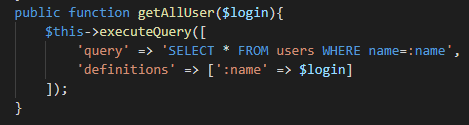 public function getAllUser($login){
$this->executeQuery([
'query' => 'SELECT * FROM users WHERE name=:name',
'definitions' => [':name' => $login]
]);
}